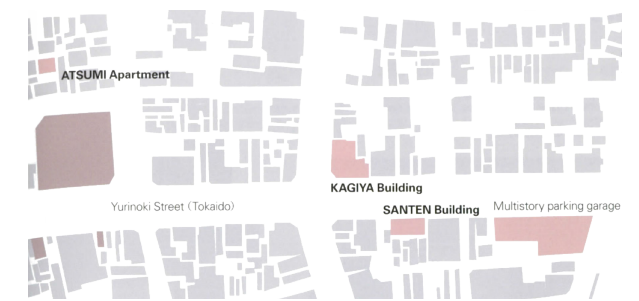 ATSUMI Apartment
KAGIYA Building
Yurinoki Street (Tokaido)
SANTEN Building
Multistory parking garage